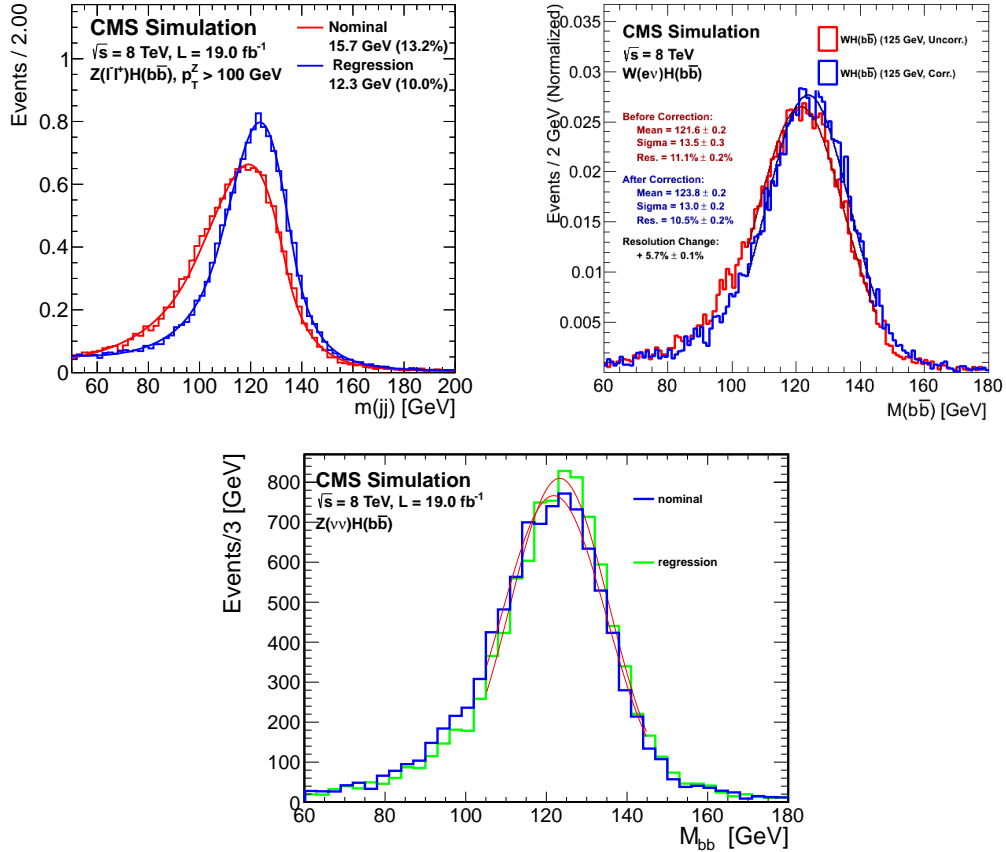 CMS Simulation
√s = 8 TeV, L = 19.0 fb⁻¹
Z(l⁻l⁺)H(bb̅), p_T^Z > 100 GeV
Nominal
15.7 GeV (13.2%)
Regression
12.3 GeV (10.0%)
Events / 2.00
1
0.8
0.6
0.4
0.2
0
60 80 100 120 140 160 180 200
m(jj) [GeV]
CMS Simulation
√s = 8 TeV
W(eν)H(bb̅)
WH(bb̅) (125 GeV, Uncorr.)
WH(bb̅) (125 GeV, Corr.)
Before Correction:
Mean = 121.6 ± 0.2
Sigma = 13.5 ± 0.3
Res. = 11.1% ± 0.2%
After Correction:
Mean = 123.8 ± 0.2
Sigma = 13.0 ± 0.2
Res. = 10.5% ± 0.2%
Resolution Change:
+ 5.7% ± 0.1%
Events / 2 GeV (Normalized)
0.035
0.03
0.025
0.02
0.015
0.01
0.005
60 80 100 120 140 160 180
M(bb̅) [GeV]
CMS Simulation
√s = 8 TeV, L = 19.0 fb⁻¹
Z(νν)H(bb̅)
nominal
regression
Events/3 [GeV]
800
700
600
500
400
300
200
100
0
60 80 100 120 140 160 180
M_bb [GeV]